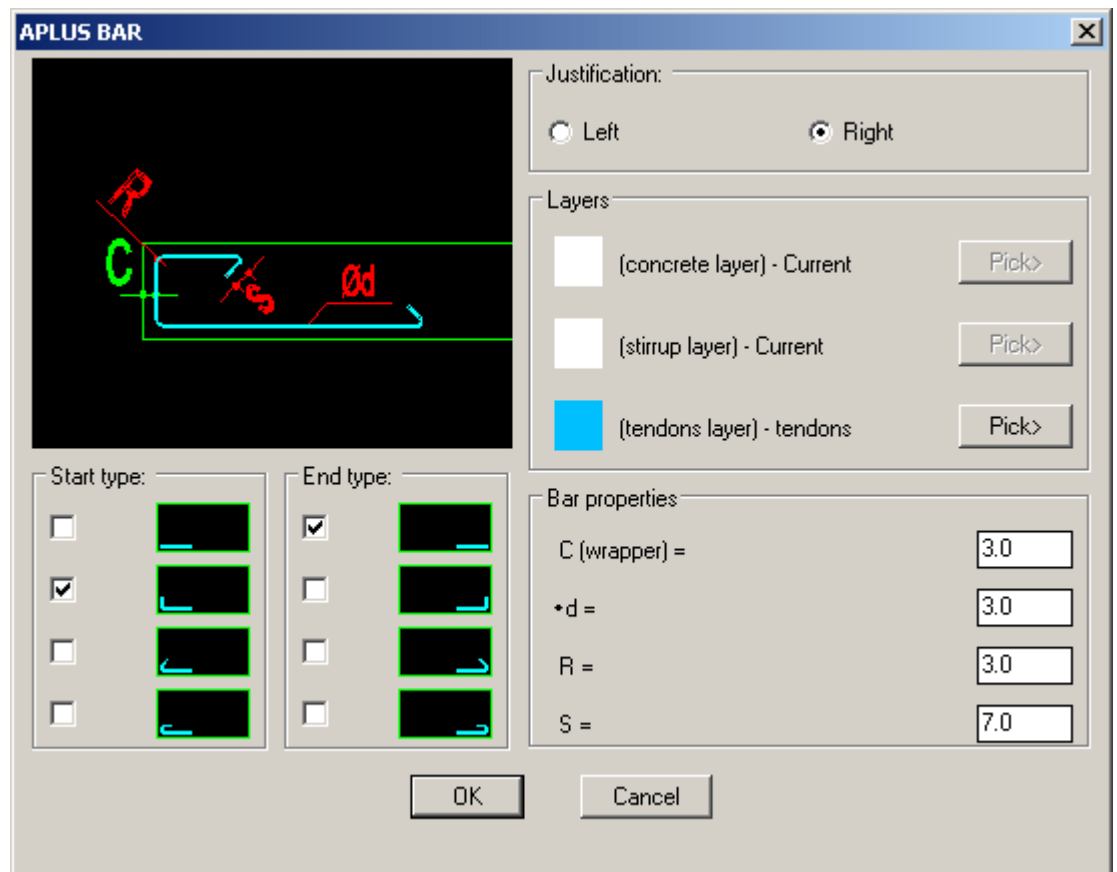 APLUS BAR
R
C
S
Ød
Justification:
Left
Right
Layers
(concrete layer) - Current
Pick>
(stirrup layer) - Current
Pick>
(tendons layer) - tendons
Pick>
Start type:
End type:
Bar properties
C (wrapper) =
3.0
•d =
3.0
R =
3.0
S =
7.0
OK
Cancel